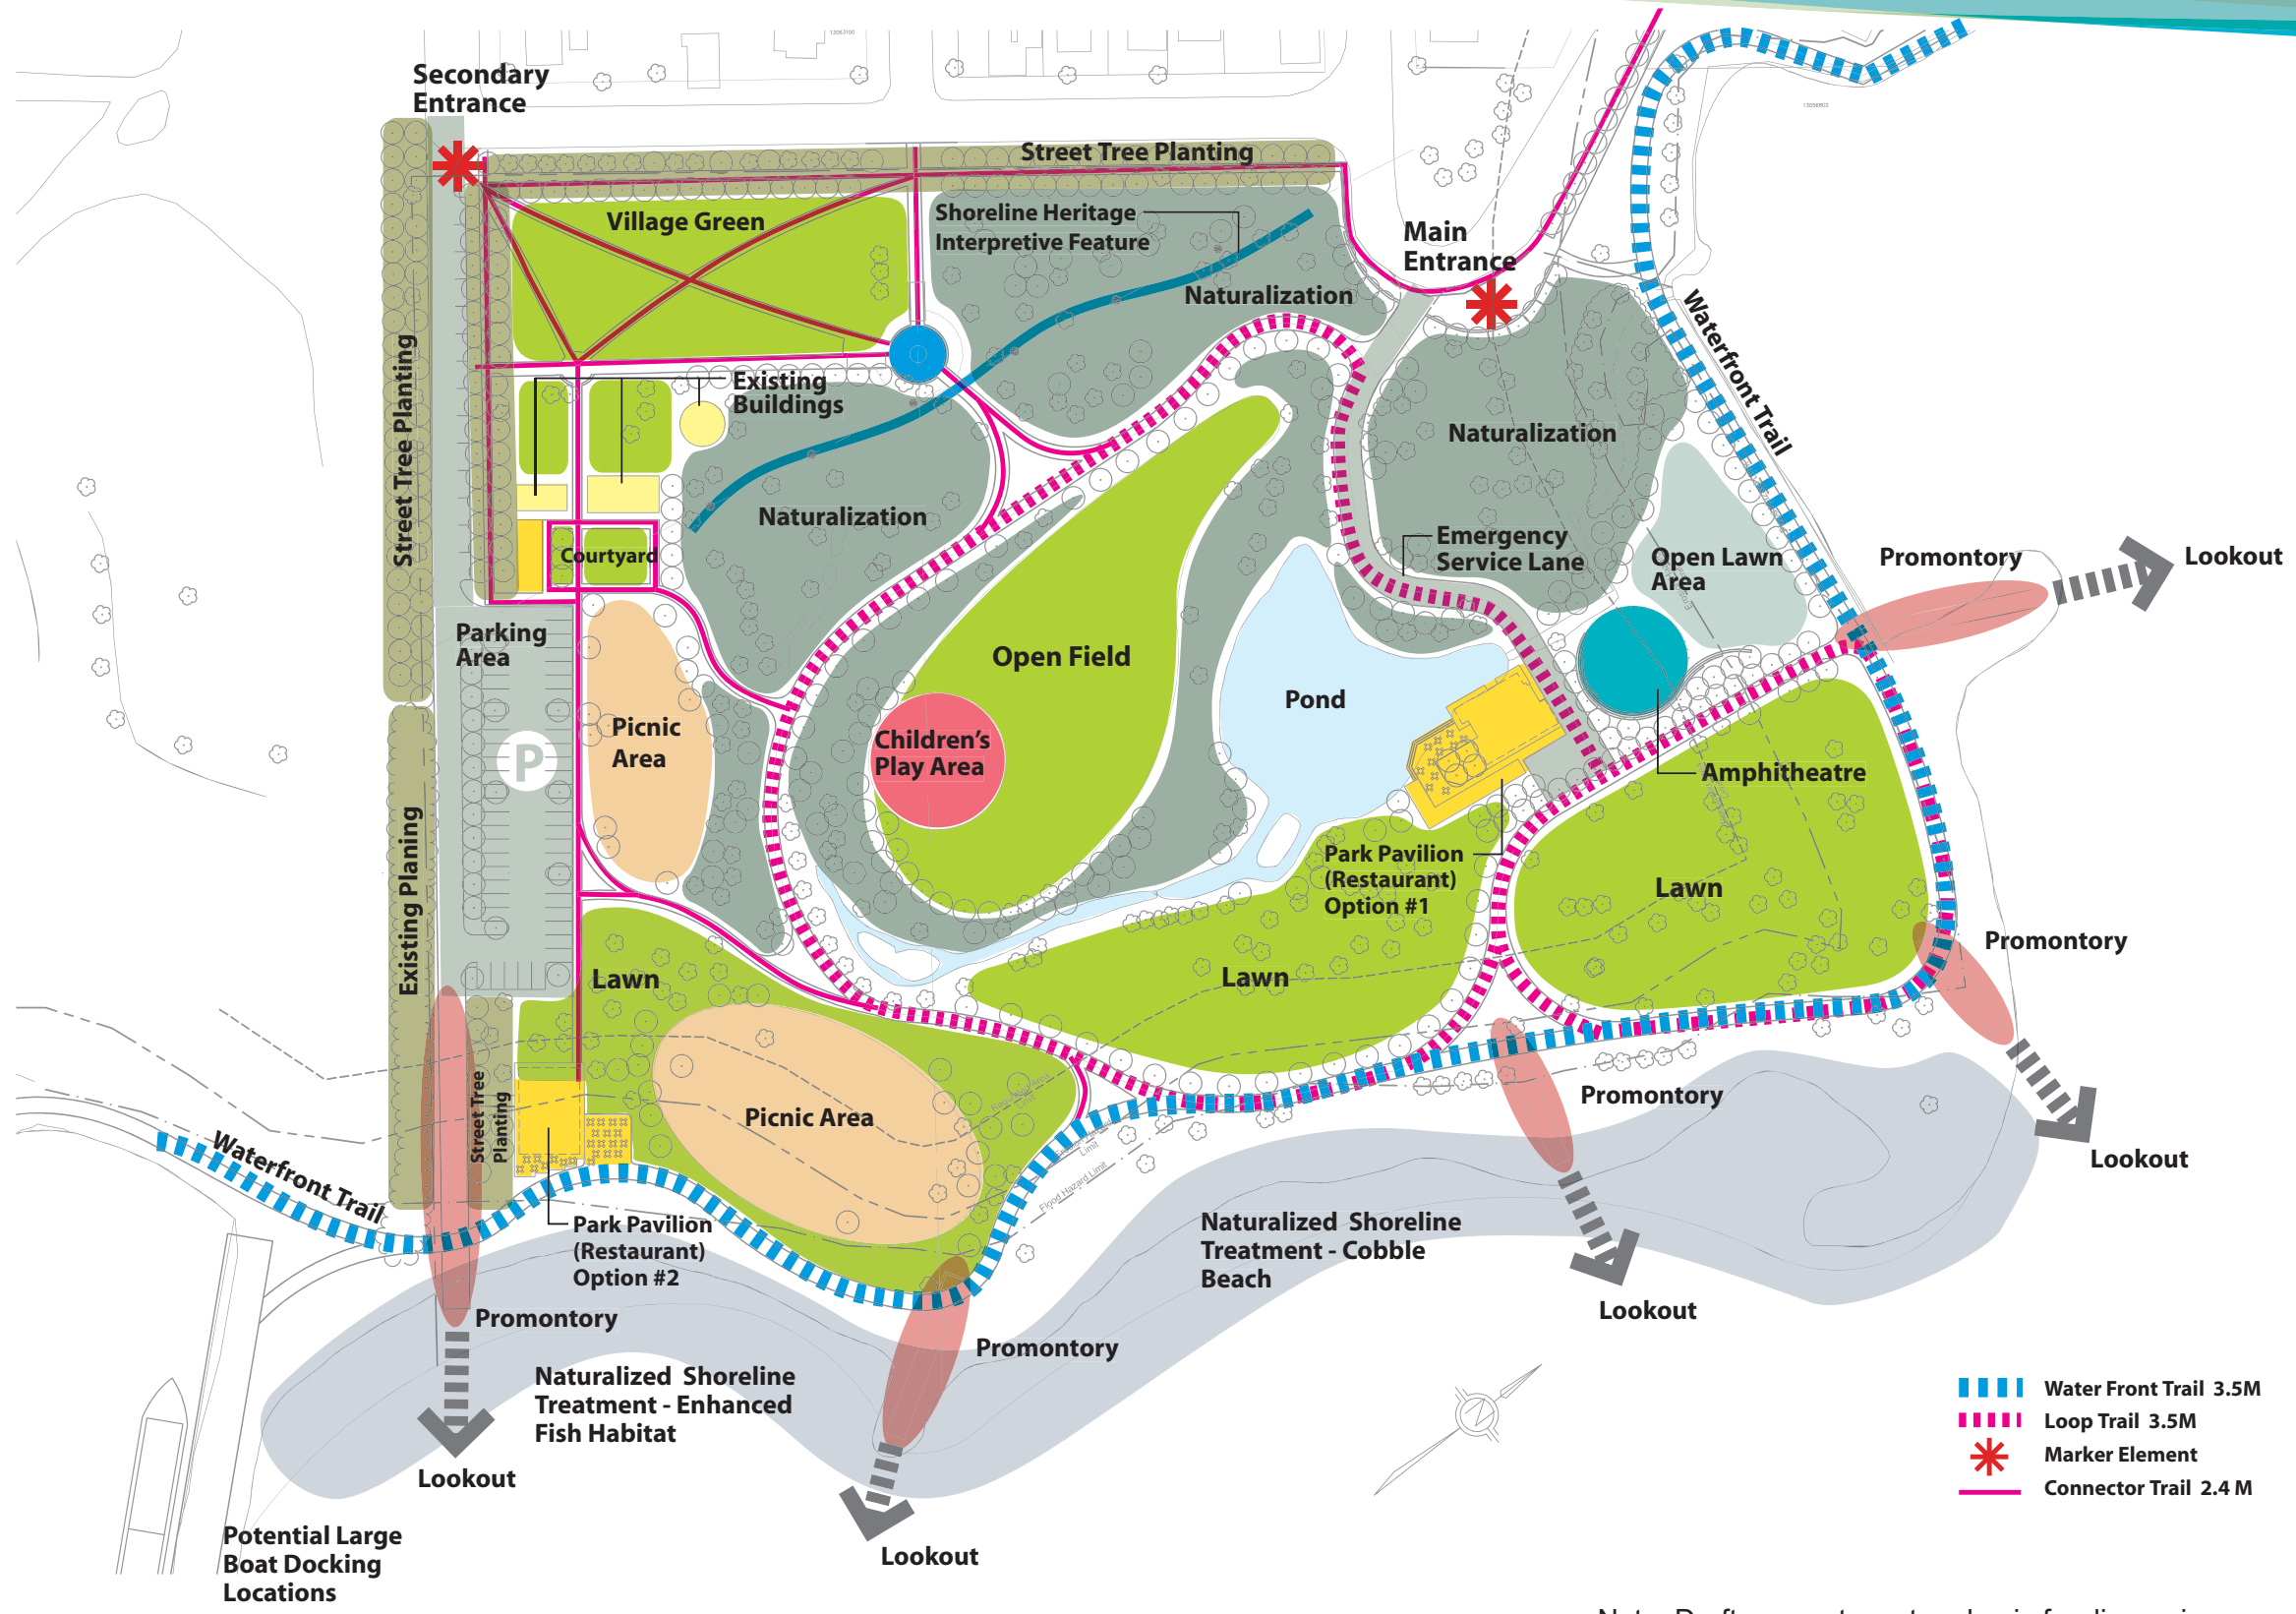 Secondary
Entrance
Street Tree Planting
Village Green
Shoreline Heritage
Interpretive Feature
Main
Entrance
Naturalization
Waterfront Trail
Street Tree Planting
Existing
Buildings
Naturalization
Naturalization
Courtyard
Emergency
Service Lane
Open Lawn
Area
Promontory
Lookout
Parking
Area
Open Field
Pond
Picnic
Area
P
Children's
Play Area
Amphitheatre
Existing Planing
Park Pavilion
(Restaurant)
Option #1
Lawn
Promontory
Lawn
Lawn
Street Tree
Planting
Picnic Area
Promontory
Lookout
Limit
Flood Hazard Limit
Waterfront Trail
Park Pavilion
(Restaurant)
Option #2
Naturalized Shoreline
Treatment - Cobble
Beach
Lookout
Promontory
Promontory
Naturalized Shoreline
Treatment - Enhanced
Fish Habitat
Lookout
Lookout
Potential Large
Boat Docking
Locations
Water Front Trail 3.5M
Loop Trail 3.5M
Marker Element
Connector Trail 2.4 M